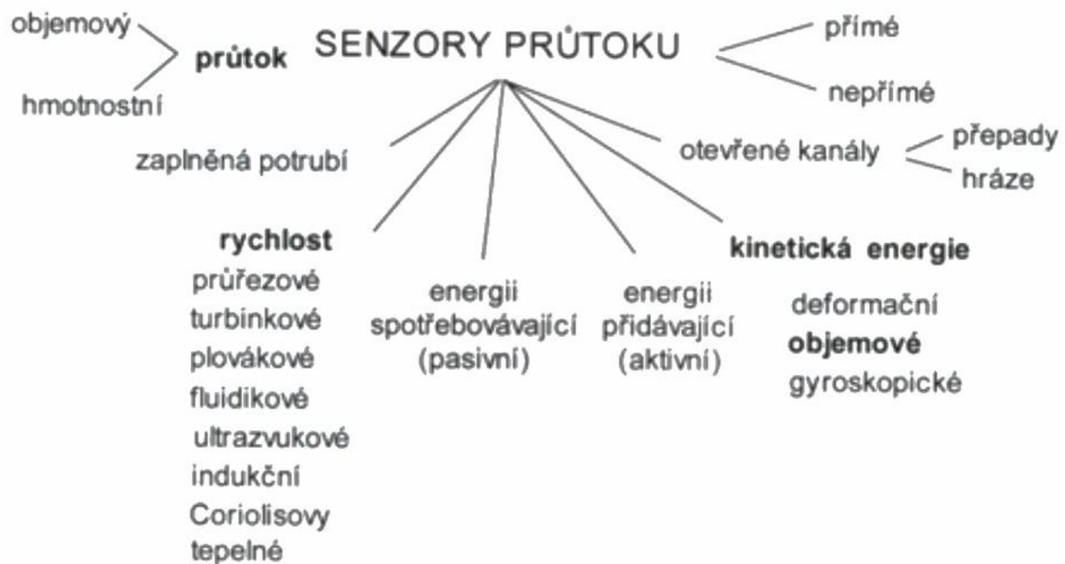 objemový
průtok
hmotnostní
SENZORY PRŮTOKU
přímé
nepřímé
zaplněná potrubí
otevřené kanály
přepady
hráze
rychlost
průřezové
turbinkové
plovákové
fluidikové
ultrazvukové
indukční
Coriolisovy
tepelné
energii
spotřebovávající
(pasivní)
energii
přidávající
(aktivní)
kinetická energie
deformační
objemové
gyroskopické